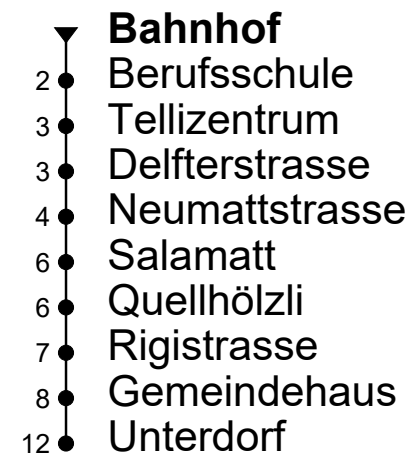 Bahnhof
2 Berufsschule
3 Tellizentrum
3 Delfterstrasse
4 Neumattstrasse
6 Salamatt
6 Quellhölzli
7 Rigistrasse
8 Gemeindehaus
12 Unterdorf